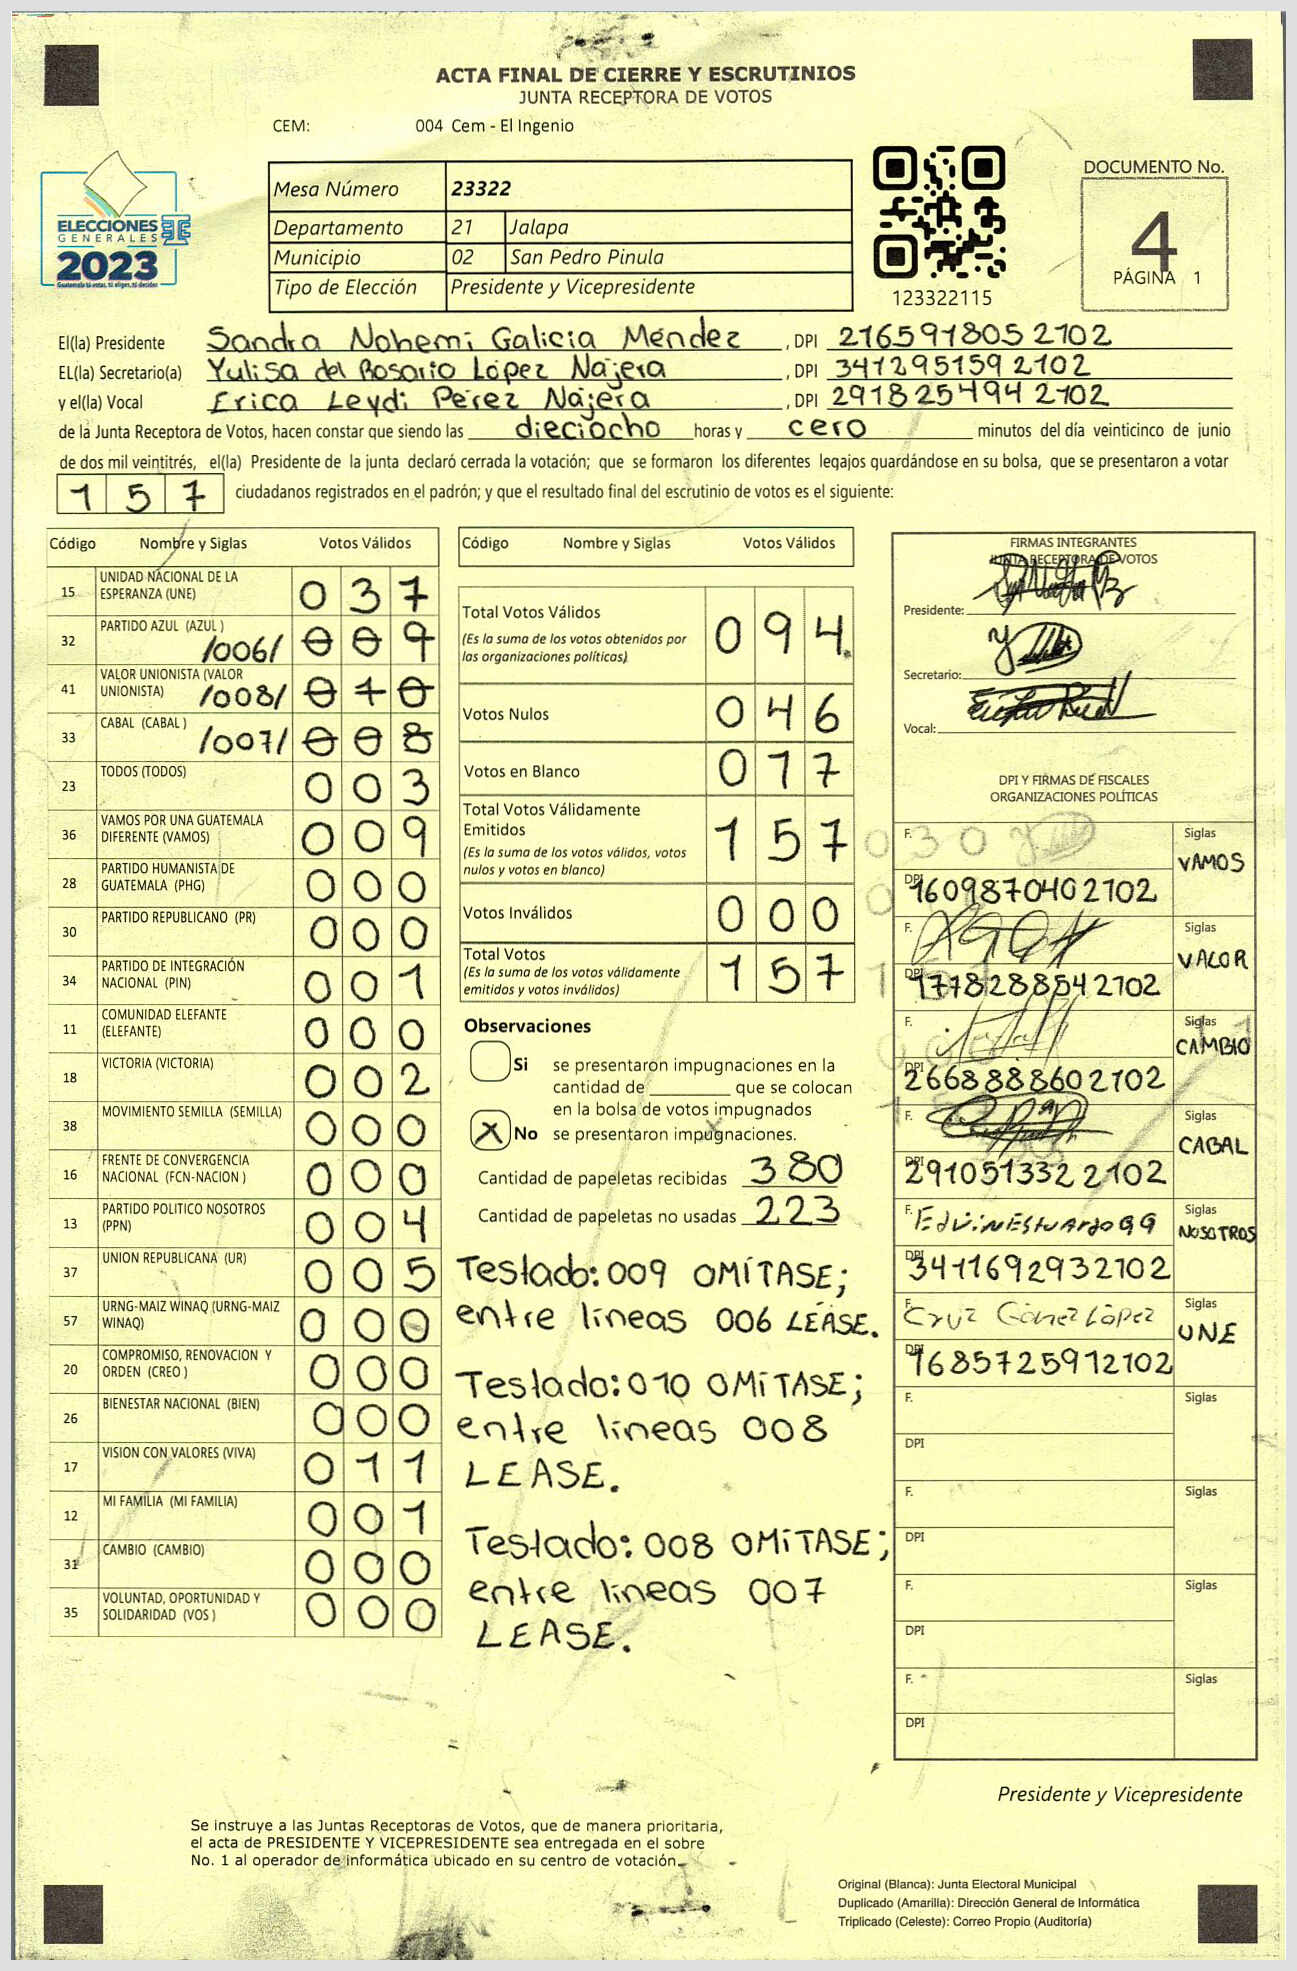 ACTA FINAL DE CIERRE Y ESCRUTINIOS
JUNTA RECEPTORA DE VOTOS
CEM: 004 Cem - El Ingenio
ELECCIONES
GENERALES
2023
Guatemala tú votas, tú eliges, tú decides
Mesa Número 23322
Departamento 21 Jalapa
Municipio 02 San Pedro Pinula
Tipo de Elección Presidente y Vicepresidente
123322115
DOCUMENTO No.
4
PÁGINA 1
El(la) Presidente Sandra Nohemi Galicia Méndez, DPI 2165918052102
EL(la) Secretario(a) Yulisa del Rosario López Nájera, DPI 3412951592102
y el(la) Vocal Erica Leydi Pérez Nájera, DPI 2918254942102
de la Junta Receptora de Votos, hacen constar que siendo las dieciocho horas y cero minutos del día veinticinco de junio
de dos mil veintitrés, el(la) Presidente de la junta declaró cerrada la votación; que se formaron los diferentes legajos guardándose en su bolsa, que se presentaron a votar
157 ciudadanos registrados en el padrón; y que el resultado final del escrutinio de votos es el siguiente:
Código Nombre y Siglas Votos Válidos
15 UNIDAD NACIONAL DE LA ESPERANZA (UNE) 037
32 PARTIDO AZUL (AZUL ) /006/ 009
41 VALOR UNIONISTA (VALOR UNIONISTA) /008/ 010
33 CABAL (CABAL ) /007/ 008
23 TODOS (TODOS) 003
36 VAMOS POR UNA GUATEMALA DIFERENTE (VAMOS) 009
28 PARTIDO HUMANISTA DE GUATEMALA (PHG) 000
30 PARTIDO REPUBLICANO (PR) 000
34 PARTIDO DE INTEGRACIÓN NACIONAL (PIN) 001
11 COMUNIDAD ELEFANTE (ELEFANTE) 000
18 VICTORIA (VICTORIA) 002
38 MOVIMIENTO SEMILLA (SEMILLA) 000
16 FRENTE DE CONVERGENCIA NACIONAL (FCN-NACION ) 000
13 PARTIDO POLITICO NOSOTROS (PPN) 004
37 UNION REPUBLICANA (UR) 005
57 URNG-MAIZ WINAQ (URNG-MAIZ WINAQ) 000
20 COMPROMISO, RENOVACION Y ORDEN (CREO ) 000
26 BIENESTAR NACIONAL (BIEN) 000
17 VISION CON VALORES (VIVA) 011
12 MI FAMILIA (MI FAMILIA) 001
31 CAMBIO (CAMBIO) 000
35 VOLUNTAD, OPORTUNIDAD Y SOLIDARIDAD (VOS ) 000
Código Nombre y Siglas Votos Válidos
Total Votos Válidos 094
(Es la suma de los votos obtenidos por
las organizaciones políticas)
Votos Nulos 046
Votos en Blanco 017
Total Votos Válidamente
Emitidos 157
(Es la suma de los votos válidos, votos
nulos y votos en blanco)
Votos Inválidos 000
Total Votos 157
(Es la suma de los votos válidamente
emitidos y votos inválidos)
Observaciones
Si se presentaron impugnaciones en la
cantidad de ________ que se colocan
en la bolsa de votos impugnados
X No se presentaron impugnaciones.
Cantidad de papeletas recibidas 380
Cantidad de papeletas no usadas 223
Testado: 009 OMÍTASE;
entre líneas 006 LÉASE.
Testado: 010 OMÍTASE;
entre líneas 008
LEASE.
Testado: 008 OMÍTASE;
entre líneas 007
LEASE.
FIRMAS INTEGRANTES
JUNTA RECEPTORA DE VOTOS
Presidente:
Secretario:
Vocal:
DPI Y FIRMAS DE FISCALES
ORGANIZACIONES POLÍTICAS
F. Siglas
VAMOS
DPI 1609870402102
F. Siglas
VALOR
DPI 1778288542102
F. Siglas
CAMBIO
DPI 2668888602102
F. Siglas
CABAL
DPI 2910513322102
F. EdvinEstuardo GG Siglas
NOSOTROS
DPI 3411692932102
F. Cruz Gómez López Siglas
UNE
DPI 1685725912102
F. Siglas
DPI
F. Siglas
DPI
F. Siglas
DPI
F. Siglas
DPI
Presidente y Vicepresidente
Se instruye a las Juntas Receptoras de Votos, que de manera prioritaria,
el acta de PRESIDENTE Y VICEPRESIDENTE sea entregada en el sobre
No. 1 al operador de informática ubicado en su centro de votación.
Original (Blanca): Junta Electoral Municipal
Duplicado (Amarilla): Dirección General de Informática
Triplicado (Celeste): Correo Propio (Auditoría)